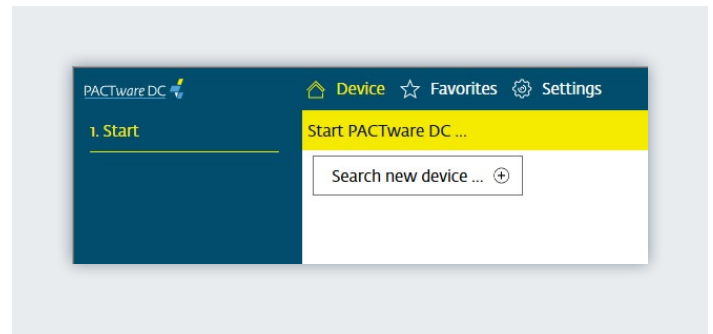 PACTware DC
Device Favorites Settings
1. Start
Start PACTware DC ...
Search new device ...